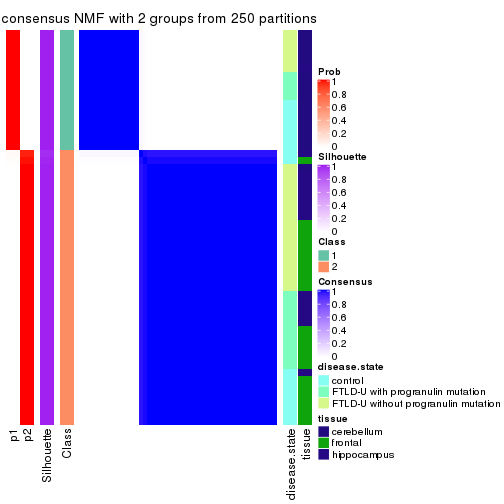 consensus NMF with 2 groups from 250 partitions
Prob
1
0.8
0.6
0.4
0.2
0
Silhouette
1
0.8
0.6
0.4
0.2
0
Class
1
2
Consensus
1
0.8
0.6
0.4
0.2
0
disease.state
control
FTLD-U with progranulin mutation
FTLD-U without progranulin mutation
tissue
cerebellum
frontal
hippocampus
p1
p2
Silhouette
Class
disease.state
tissue